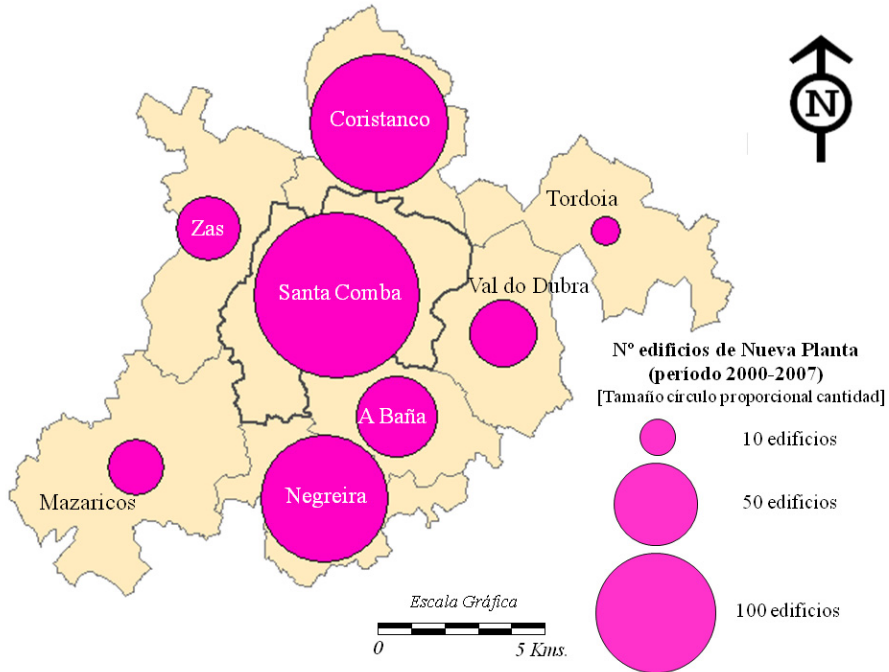 Coristanco
N
Tordoia
Zas
Val do Dubra
Santa Comba
Nº edificios de Nueva Planta
(período 2000-2007)
[Tamaño círculo proporcional cantidad]
A Baña
10 edificios
Mazaricos
Negreira
50 edificios
100 edificios
Escala Gráfica
0 5 Kms.